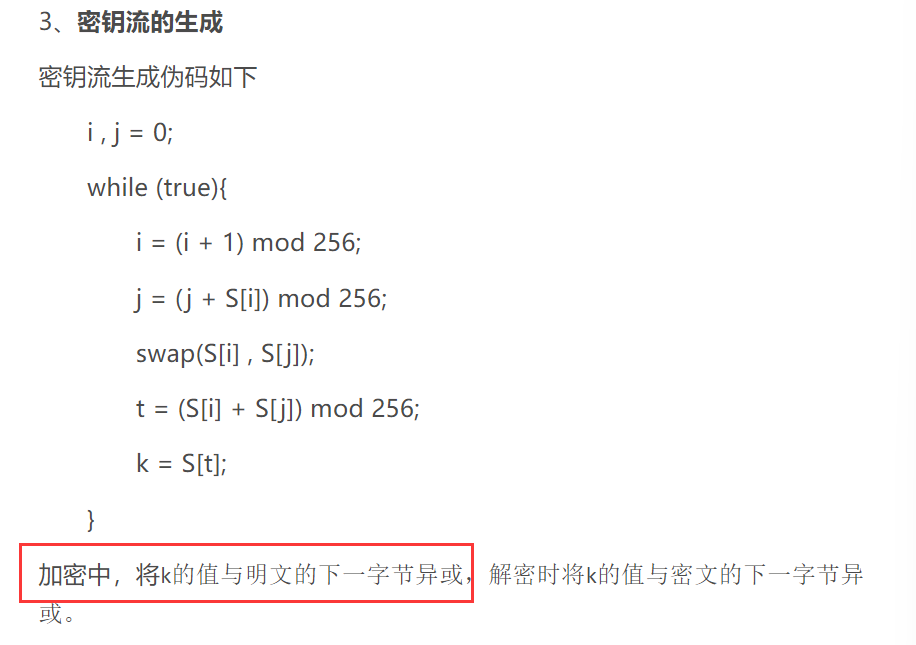 3、密钥流的生成
密钥流生成伪码如下
i , j = 0;
while (true){
i = (i + 1) mod 256;
j = (j + S[i]) mod 256;
swap(S[i] , S[j]);
t = (S[i] + S[j]) mod 256;
k = S[t];
}
加密中，将k的值与明文的下一字节异或，解密时将k的值与密文的下一字节异
或。